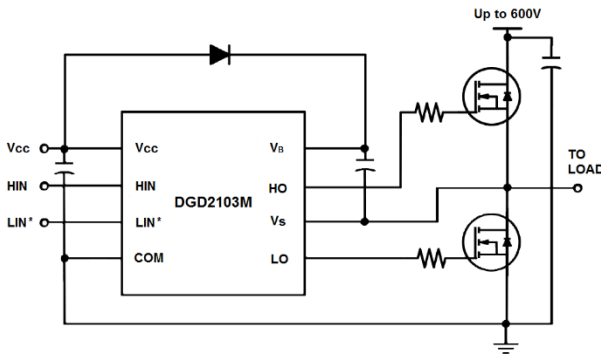 Up to 600V
Vcc
HIN
LIN*
Vcc
HIN
LIN*
COM
DGD2103M
VB
HO
Vs
LO
TO
LOAD